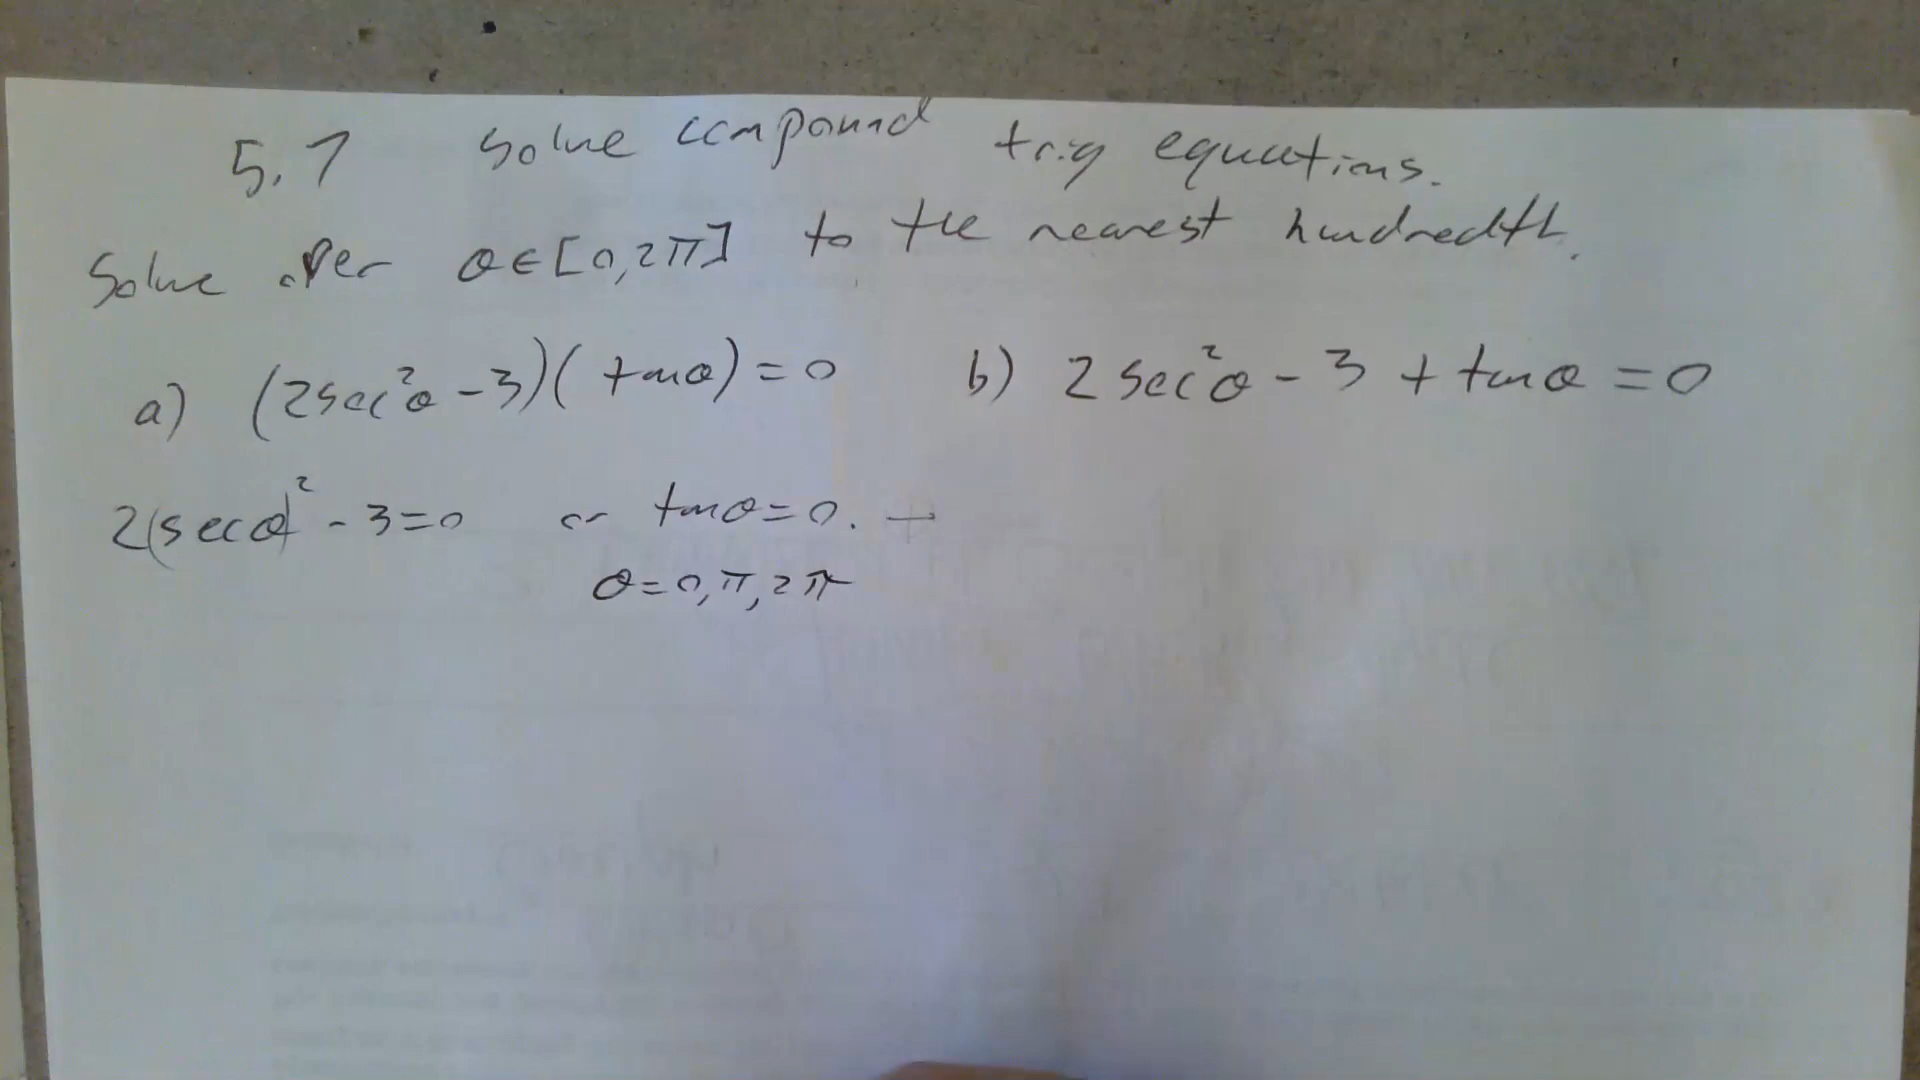 5.7 Solve compound trig equations.
Solve for θ∈[0,2π] to the nearest hundredth.
a) (2sec²θ - 3)(tanθ) = 0 b) 2sec²θ - 3 + tanθ = 0
2(secθ)² - 3 = 0 or tanθ = 0.
θ = 0, π, 2π